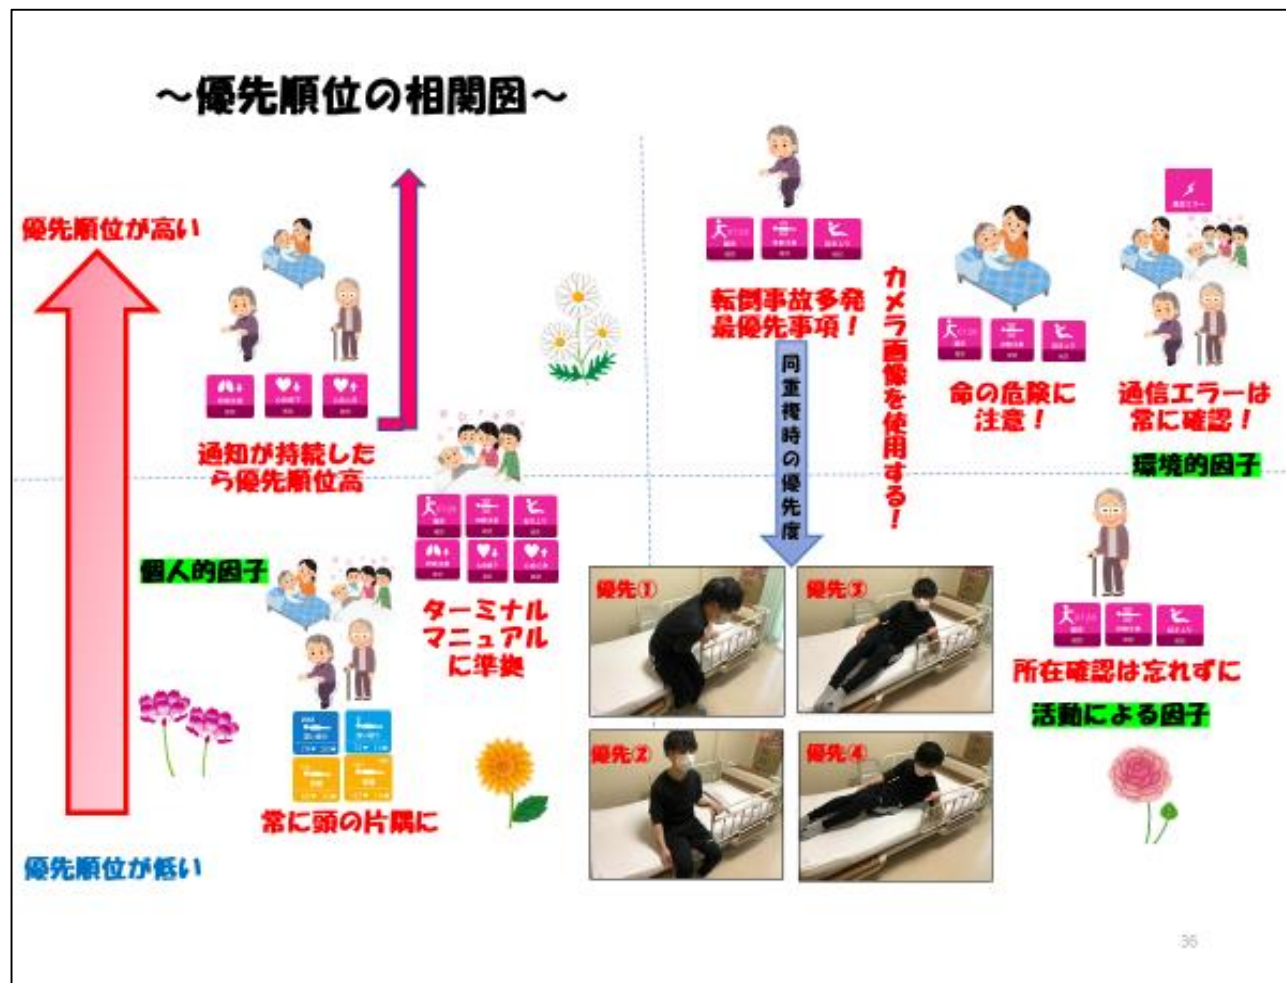 ～優先順位の相関図～
優先順位が高い
通知が持続した
ら優先順位高
個人的因子
常に頭の片隅に
優先順位が低い
ターミナル
マニュアル
に準拠
転倒事故多発
最優先事項！
カメラ画像を使用する！
同重複時の優先度
命の危険に
注意！
通信エラー
通信エラーは
常に確認！
環境的因子
優先①
優先③
優先②
優先④
所在確認は忘れずに
活動による因子
36